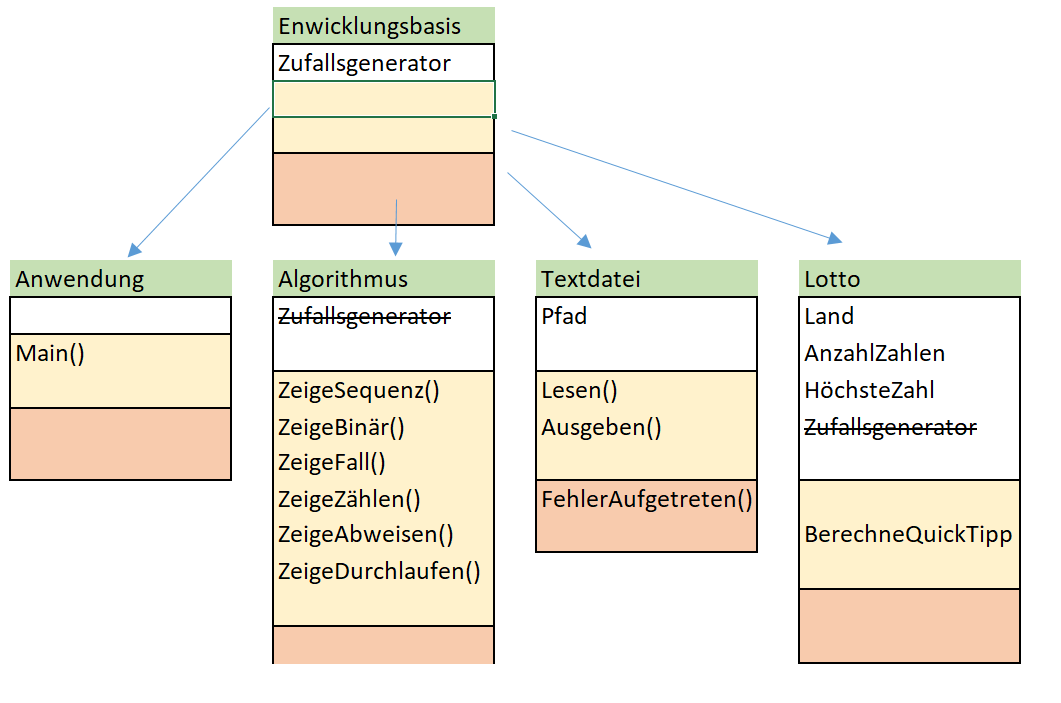 Enwicklungsbasis
Zufallsgenerator
Anwendung
Main()
Algorithmus
Zufallsgenerator
ZeigeSequenz()
ZeigeBinär()
ZeigeFall()
ZeigeZählen()
ZeigeAbweisen()
ZeigeDurchlaufen()
Textdatei
Pfad
Lesen()
Ausgeben()
FehlerAufgetreten()
Lotto
Land
AnzahlZahlen
HöchsteZahl
Zufallsgenerator
BerechneQuickTipp